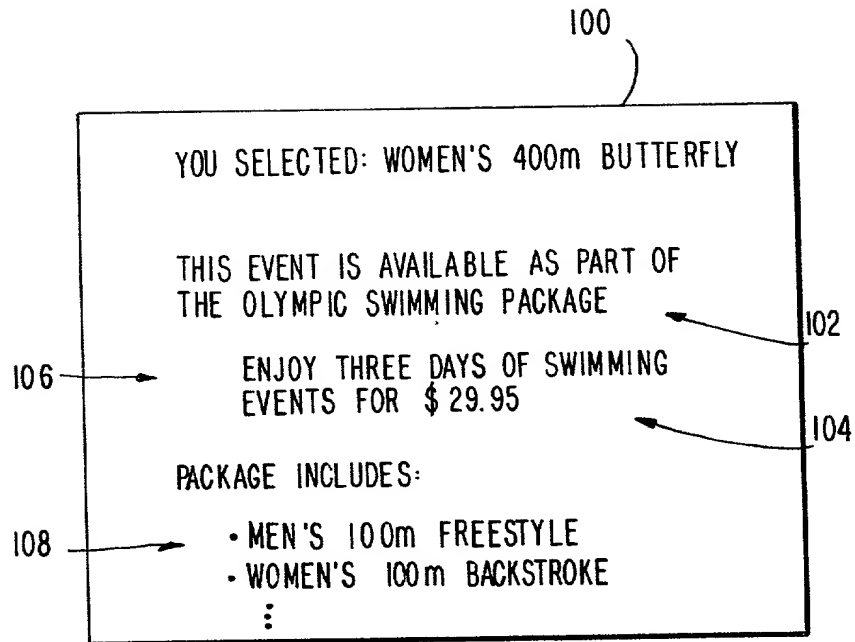 100
YOU SELECTED: WOMEN'S 400m BUTTERFLY
THIS EVENT IS AVAILABLE AS PART OF
THE OLYMPIC SWIMMING PACKAGE
102
106
ENJOY THREE DAYS OF SWIMMING
EVENTS FOR $29.95
104
PACKAGE INCLUDES:
108
• MEN'S 100m FREESTYLE
• WOMEN'S 100m BACKSTROKE
⋮